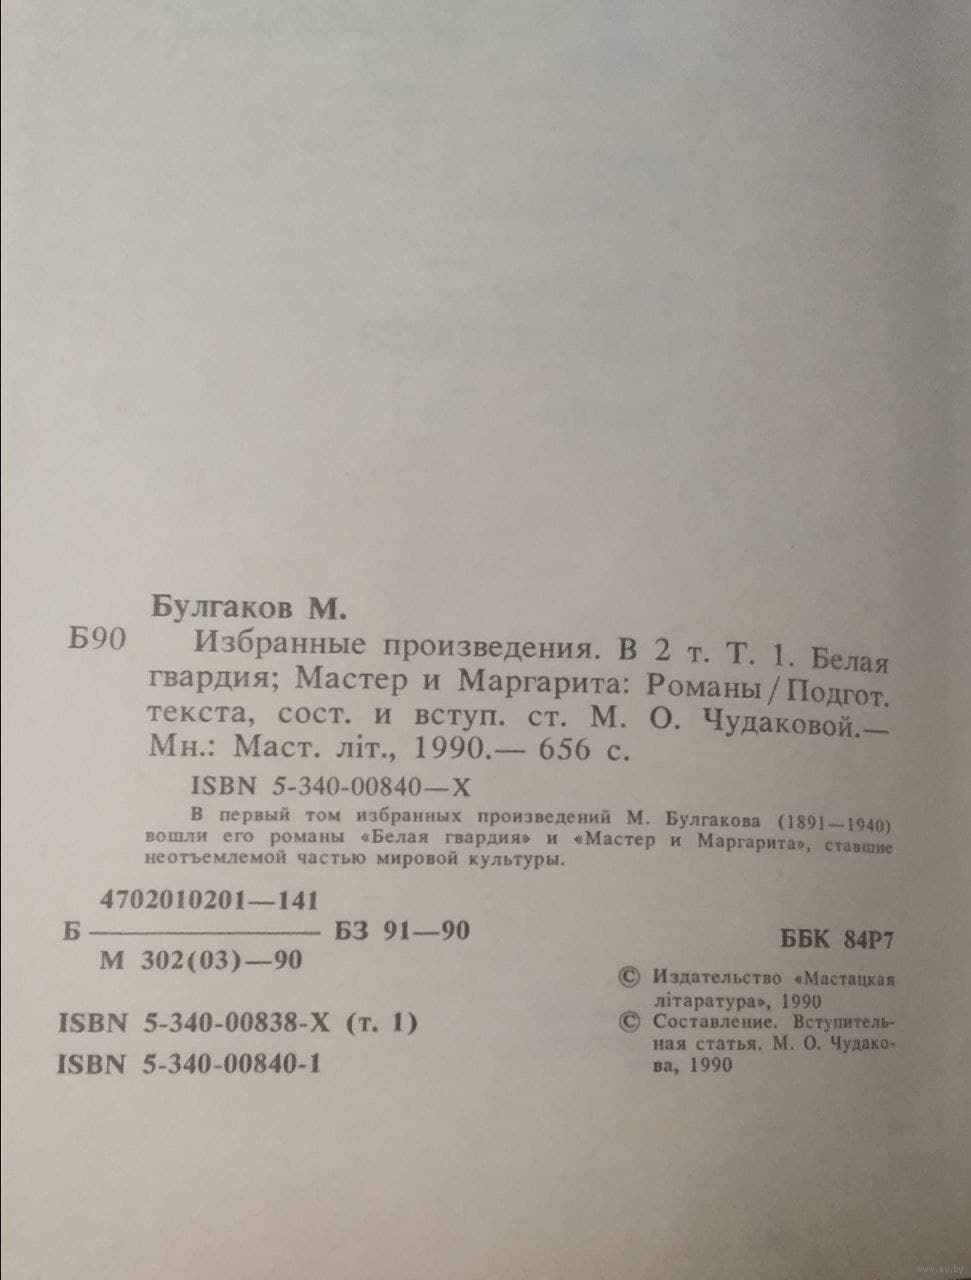 Булгаков М.
Б90 Избранные произведения. В 2 т. Т. 1. Белая
гвардия; Мастер и Маргарита: Романы / Подгот.
текста, сост. и вступ. ст. М. О. Чудаковой.—
Мн.: Маст. літ., 1990.— 656 с.
ISBN 5-340-00840—X
В первый том избранных произведений М. Булгакова (1891—1940)
вошли его романы «Белая гвардия» и «Мастер и Маргарита», ставшие
неотъемлемой частью мировой культуры.
4702010201—141
Б ——— БЗ 91—90
М 302(03)—90
ББК 84Р7
ISBN 5-340-00838-X (т. 1)
ISBN 5-340-00840-1
© Издательство «Мастацкая
літаратура», 1990
© Составление. Вступитель-
ная статья. М. О. Чудако-
ва, 1990
www.ay.by